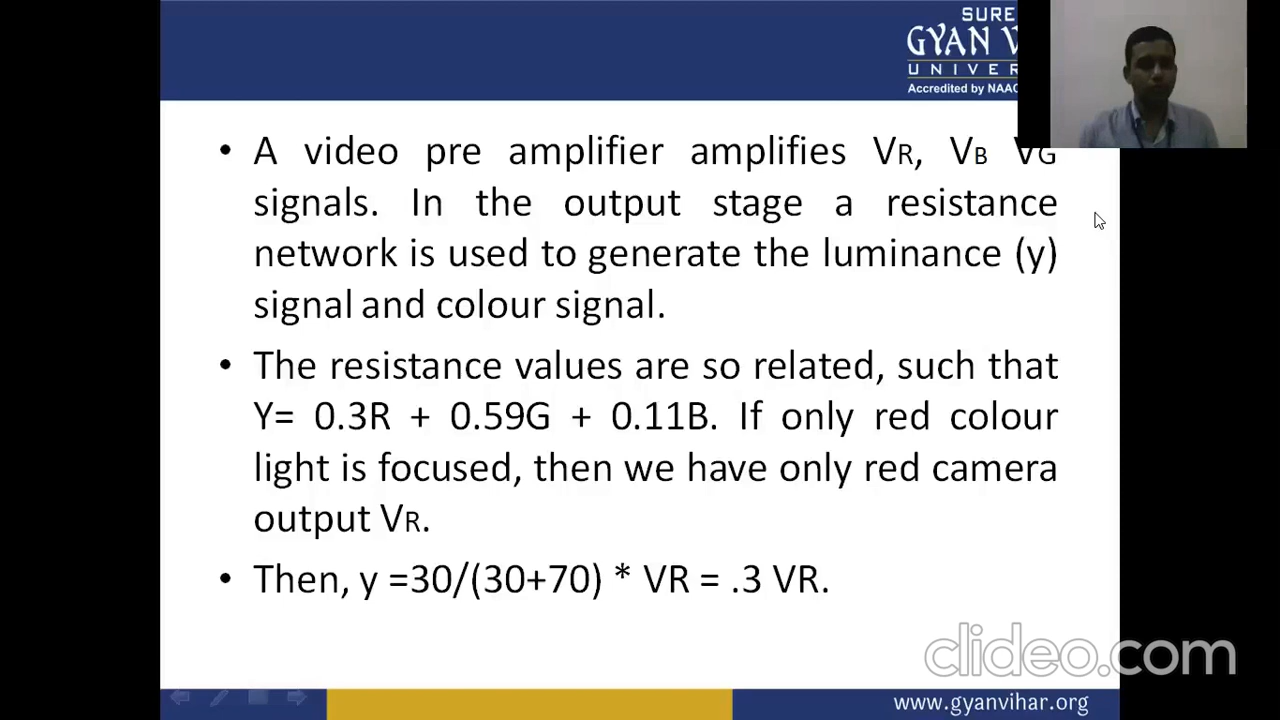 SURE
GYAN V
UNIVER
Accredited by NAAC
• A video pre amplifier amplifies VR, VB VG
signals. In the output stage a resistance
network is used to generate the luminance (y)
signal and colour signal.
• The resistance values are so related, such that
Y= 0.3R + 0.59G + 0.11B. If only red colour
light is focused, then we have only red camera
output VR.
• Then, y =30/(30+70) * VR = .3 VR.
clideo.com
www.gyanvihar.org